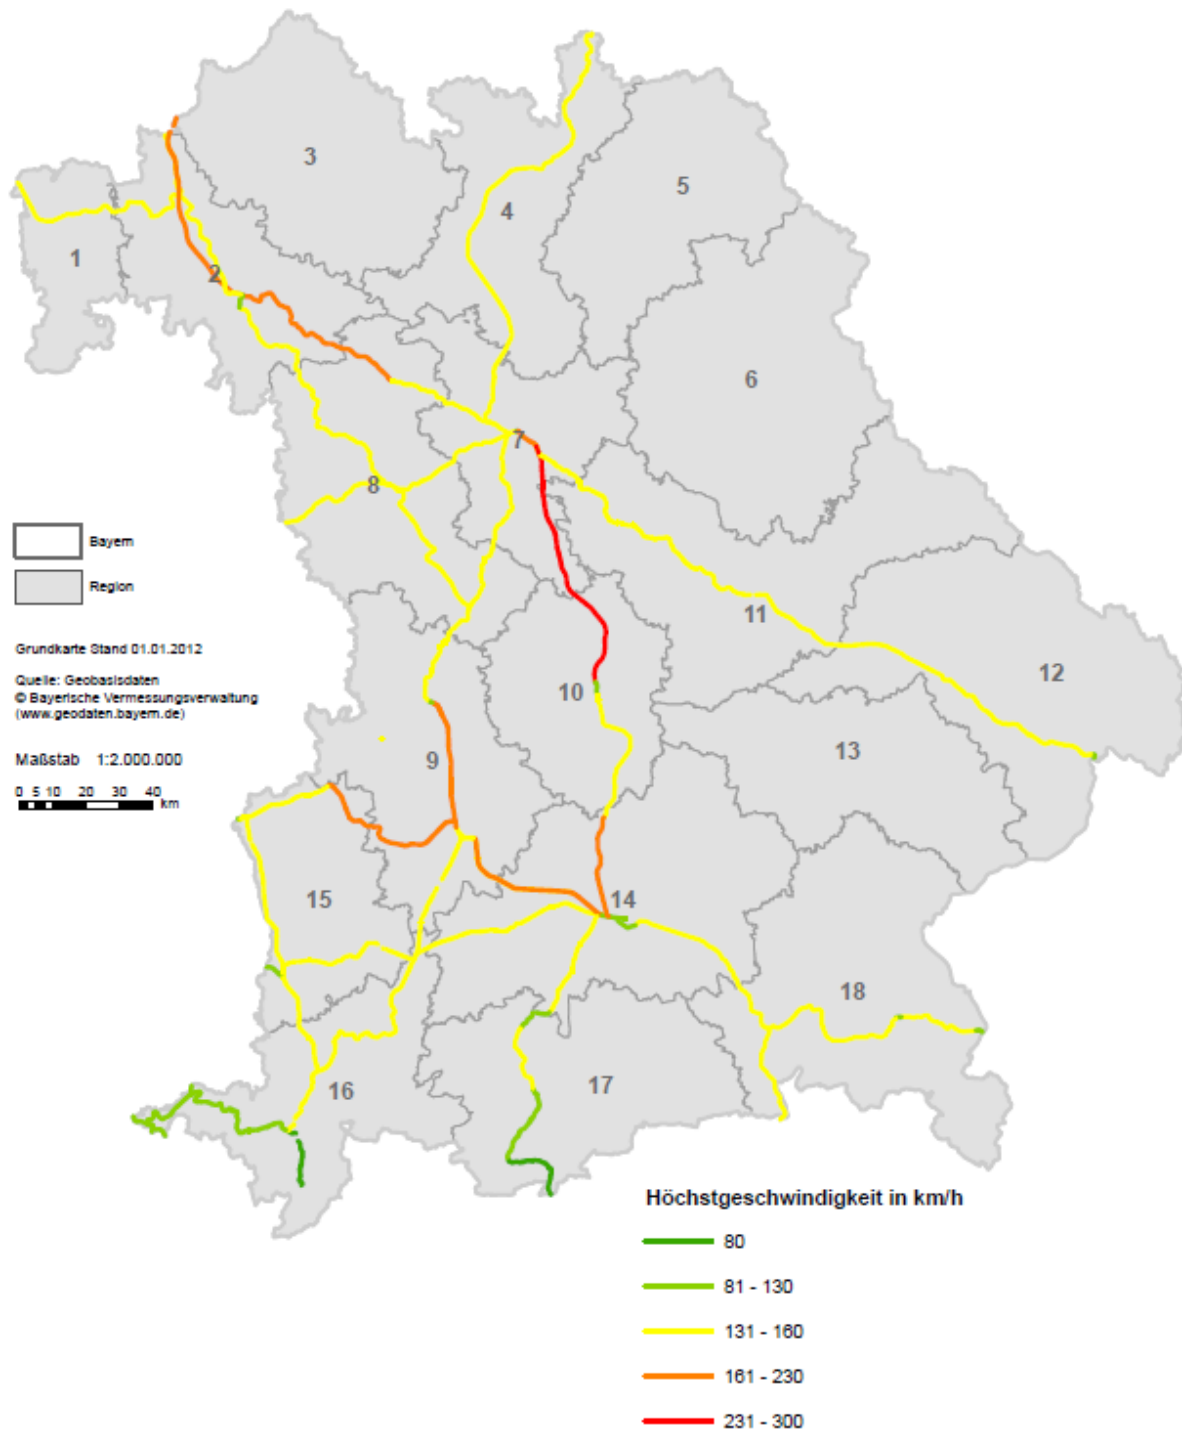 3
5
4
1
2
6
7
8
Bayern
Region
11
Grundkarte Stand 01.01.2012
12
Quelle: Geobasisdaten
© Bayerische Vermessungsverwaltung
(www.geodaten.bayern.de)
10
13
9
Maßstab 1:2.000.000
0 5 10 20 30 40 km
15
14
18
16
17
Höchstgeschwindigkeit in km/h
80
81 - 130
131 - 160
161 - 230
231 - 300